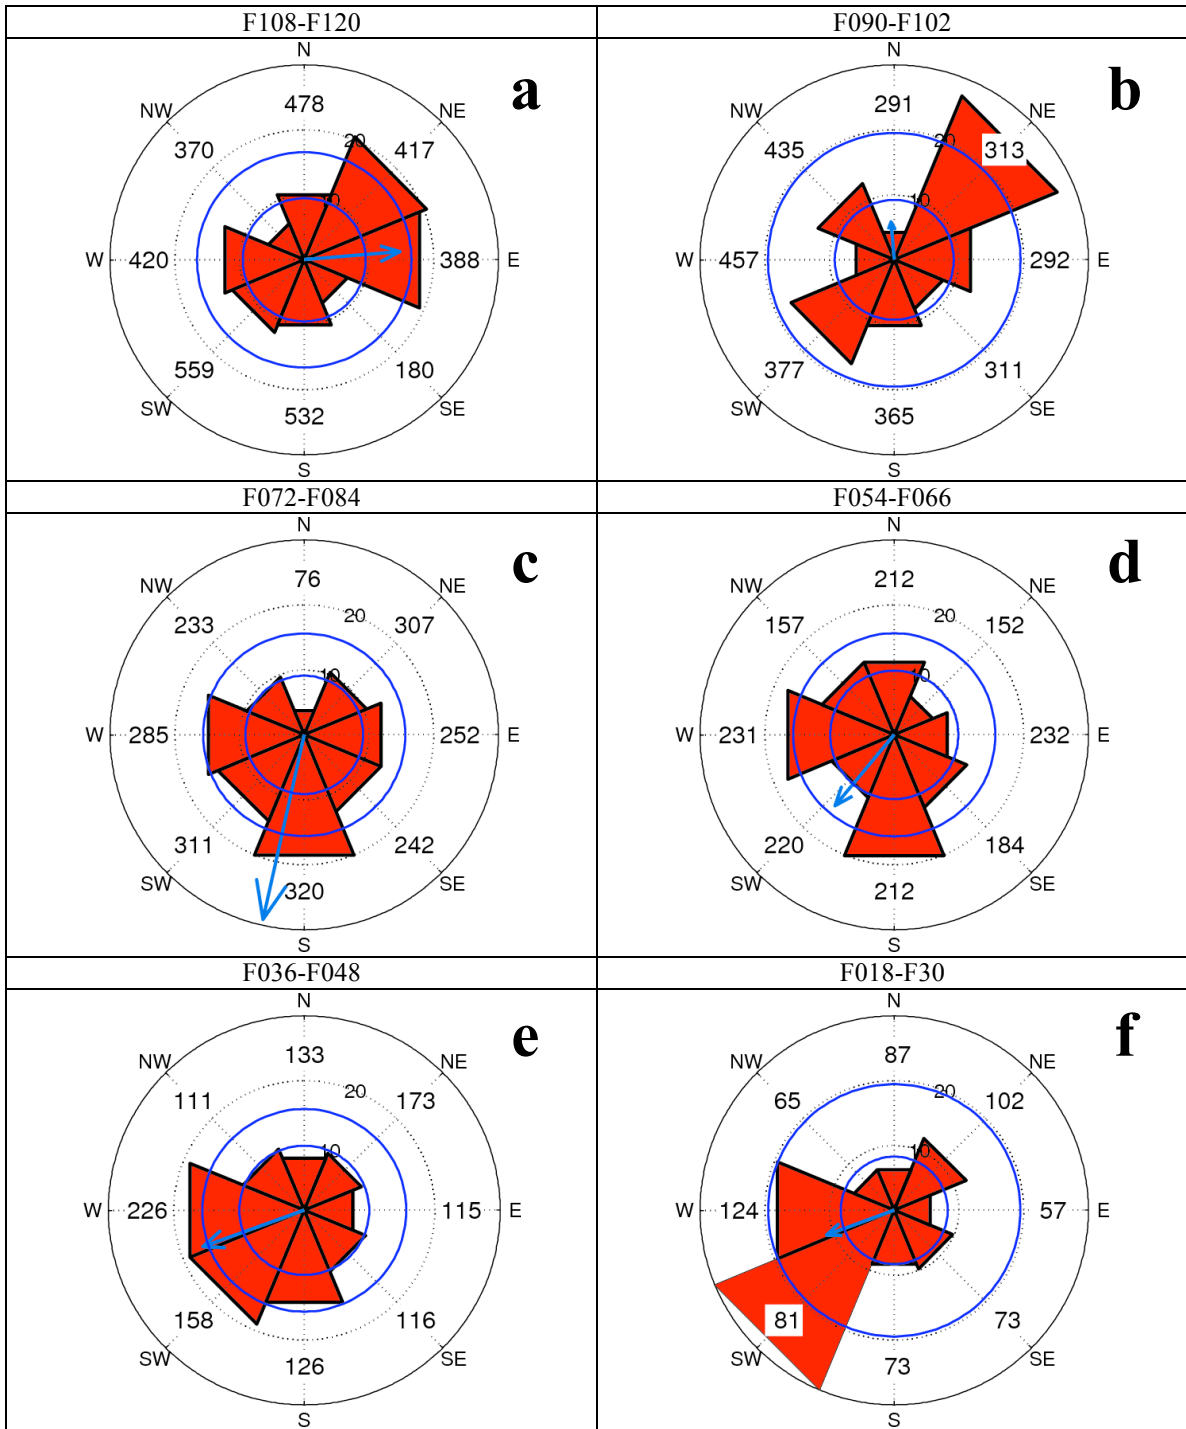 F108-F120 F090-F102
N N
478 a 291 b
NW NE NW NE
370 20 417 435 20 313
10 10
W 420 388 E W 457 292 E
559 180 377 311
SW 532 SE SW 365 SE
S S
F072-F084 F054-F066
N N
76 c 212 d
NW NE NW NE
233 20 307 157 20 152
10 10
W 285 252 E W 231 232 E
311 242 220 184
SW 320 SE SW 212 SE
S S
F036-F048 F018-F30
N N
133 e 87 f
NW NE NW NE
111 20 173 65 20 102
10 10
W 226 115 E W 124 57 E
158 116 81 73
SW 126 SE SW 73 SE
S S